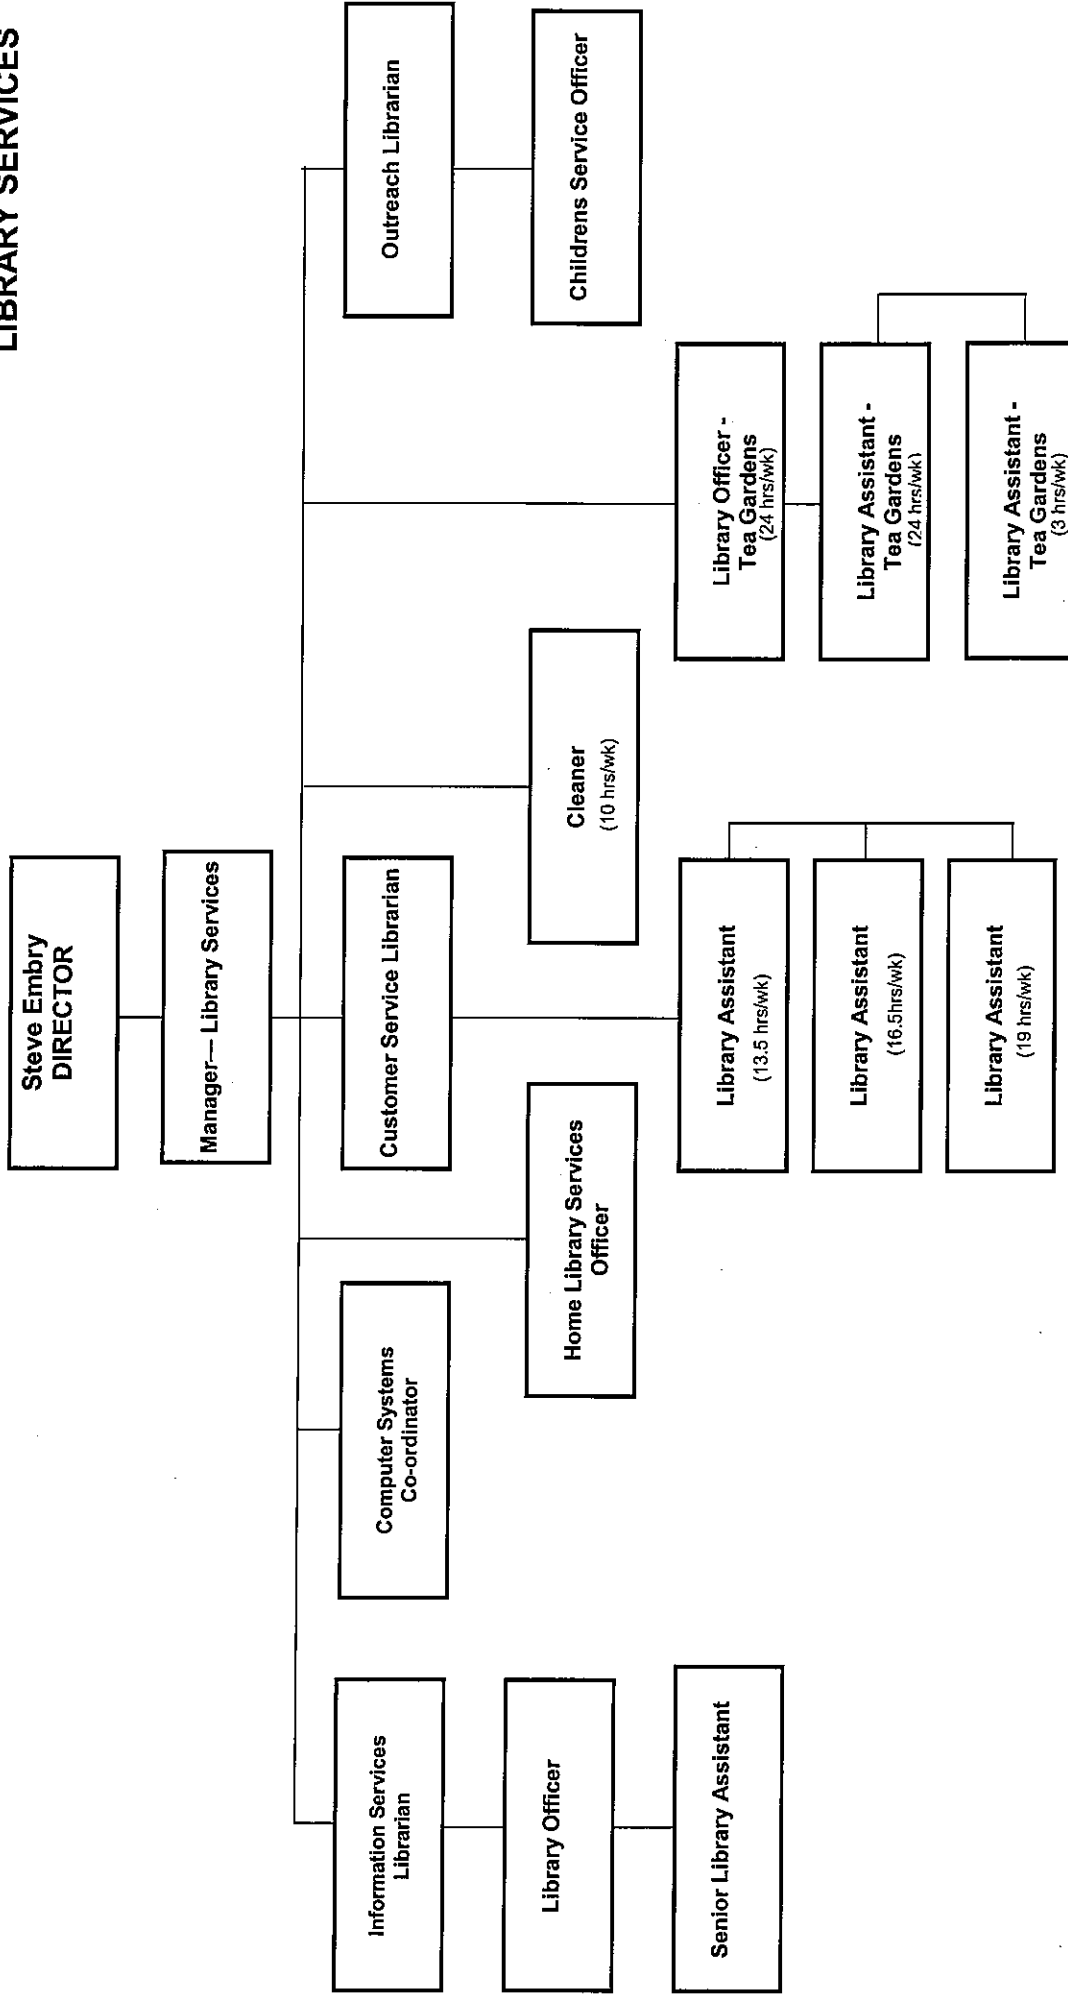 LIBRARY SERVICES
Steve Embry
DIRECTOR
Manager— Library Services
Information Services
Librarian
Computer Systems
Co-ordinator
Customer Service Librarian
Outreach Librarian
Library Officer
Home Library Services
Officer
Cleaner
(10 hrs/wk)
Childrens Service Officer
Senior Library Assistant
Library Assistant
(13.5 hrs/wk)
Library Officer -
Tea Gardens
(24 hrs/wk)
Library Assistant
(16.5hrs/wk)
Library Assistant -
Tea Gardens
(24 hrs/wk)
Library Assistant
(19 hrs/wk)
Library Assistant -
Tea Gardens
(3 hrs/wk)